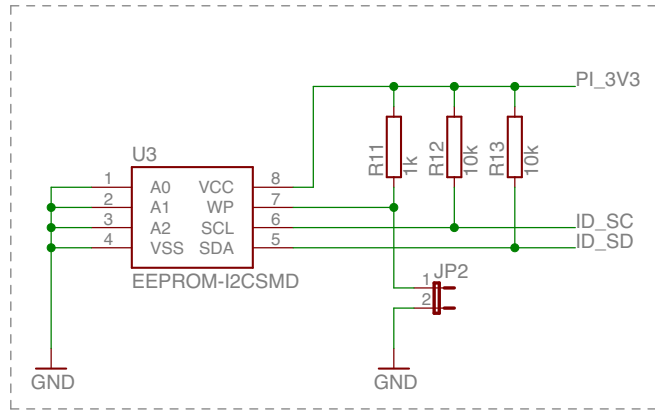 PI_3V3
R11
1k
R12
10k
R13
10k
U3
1 A0 VCC 8
2 A1 WP 7
3 A2 SCL 6
4 VSS SDA 5
ID_SC
ID_SD
EEPROM-I2CSMD
JP2
1
2
GND
GND